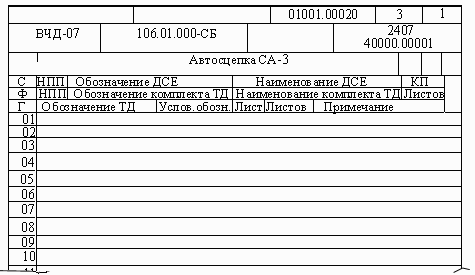 01001.00020 3 1
ВЧД-07 106.01.000-СБ 2407
40000.00001
Автосцепка СА-3
С НПП Обозначение ДСЕ Наименование ДСЕ КП
Ф НПП Обозначение комплекта ТД Наименование комплекта ТД Листов
Г Обозначение ТД Услов.обозн. Лист Листов Примечание
01
02
03
04
05
06
07
08
09
10